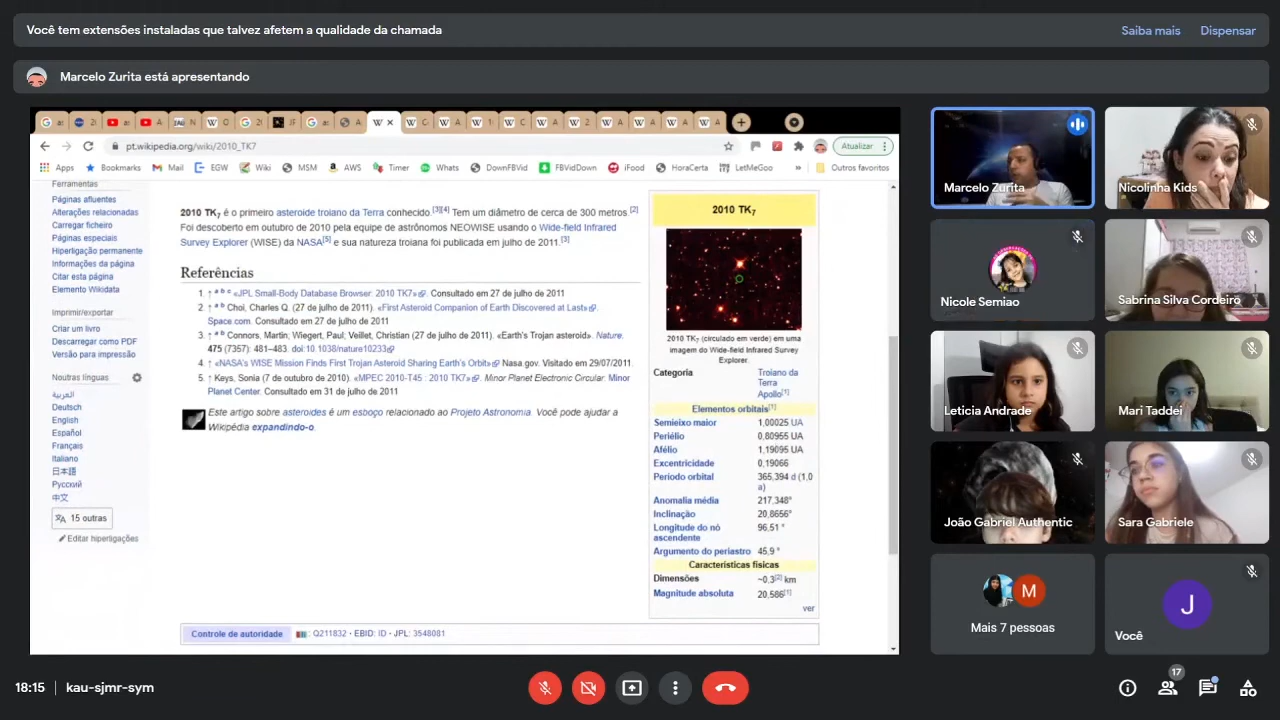 Você tem extensões instaladas que talvez afetem a qualidade da chamada
Saiba mais
Dispensar
Marcelo Zurita está apresentando
Atualizar
pt.wikipedia.org/wiki/2010_TK7
Apps
Bookmarks
Mail
EGW
Wiki
MSM
AWS
Timer
Whats
DownFBVid
FBVidDown
iFood
HoraCerta
LetMeGoo
»
Outros favoritos
Ferramentas
Páginas afluentes
Alterações relacionadas
Carregar ficheiro
Páginas especiais
Hiperligação permanente
Informações da página
Citar esta página
Elemento Wikidata
Imprimir/exportar
Criar um livro
Descarregar como PDF
Versão para impressão
Noutras línguas
العربية
Deutsch
English
Español
Français
Italiano
日本語
Русский
中文
15 outras
Editar hiperligações
2010 TK₇ é o primeiro asteroide troiano da Terra conhecido.[3][4] Tem um diâmetro de cerca de 300 metros.[2]
Foi descoberto em outubro de 2010 pela equipe de astrônomos NEOWISE usando o Wide-field Infrared
Survey Explorer (WISE) da NASA[5] e sua natureza troiana foi publicada em julho de 2011.[3]
Referências
1. ↑ a b c «JPL Small-Body Database Browser: 2010 TK7». Consultado em 27 de julho de 2011
2. ↑ a b Choi, Charles Q. (27 de julho de 2011). «First Asteroid Companion of Earth Discovered at Last».
Space.com. Consultado em 27 de julho de 2011
3. ↑ a b Connors, Martin; Wiegert, Paul; Veillet, Christian (27 de julho de 2011). «Earth's Trojan asteroid». Nature.
475 (7357): 481–483. doi:10.1038/nature10233
4. ↑ «NASA's WISE Mission Finds First Trojan Asteroid Sharing Earth's Orbit» Nasa.gov. Visitado em 29/07/2011.
5. ↑ Keys, Sonia (7 de outubro de 2010). «MPEC 2010-T45 : 2010 TK7». Minor Planet Electronic Circular. Minor
Planet Center. Consultado em 31 de julho de 2011
Este artigo sobre asteroides é um esboço relacionado ao Projeto Astronomia. Você pode ajudar a
Wikipédia expandindo-o.
2010 TK₇
2010 TK₇ (circulado em verde) em uma
imagem do Wide-field Infrared Survey
Explorer.
Categoria Troiano da
Terra
Apollo[1]
Elementos orbitais[1]
Semieixo maior 1,00025 UA
Periélio 0,80955 UA
Afélio 1,19095 UA
Excentricidade 0,19066
Período orbital 365,394 d (1,0
a)
Anomalia média 217,348°
Inclinação 20,8656°
Longitude do nó 96,51 °
ascendente
Argumento do periastro 45,9 °
Características físicas
Dimensões ~0,3[2] km
Magnitude absoluta 20,586[1]
ver
Controle de autoridade : Q211832 • EBID: ID • JPL: 3548081
Marcelo Zurita
Nicolinha Kids
Nicole Semiao
Sabrina Silva Cordeiro
Leticia Andrade
Mari Taddei
João Gabriel Authentic
Sara Gabriele
M
Mais 7 pessoas
J
Você
18:15
kau-sjmr-sym
17